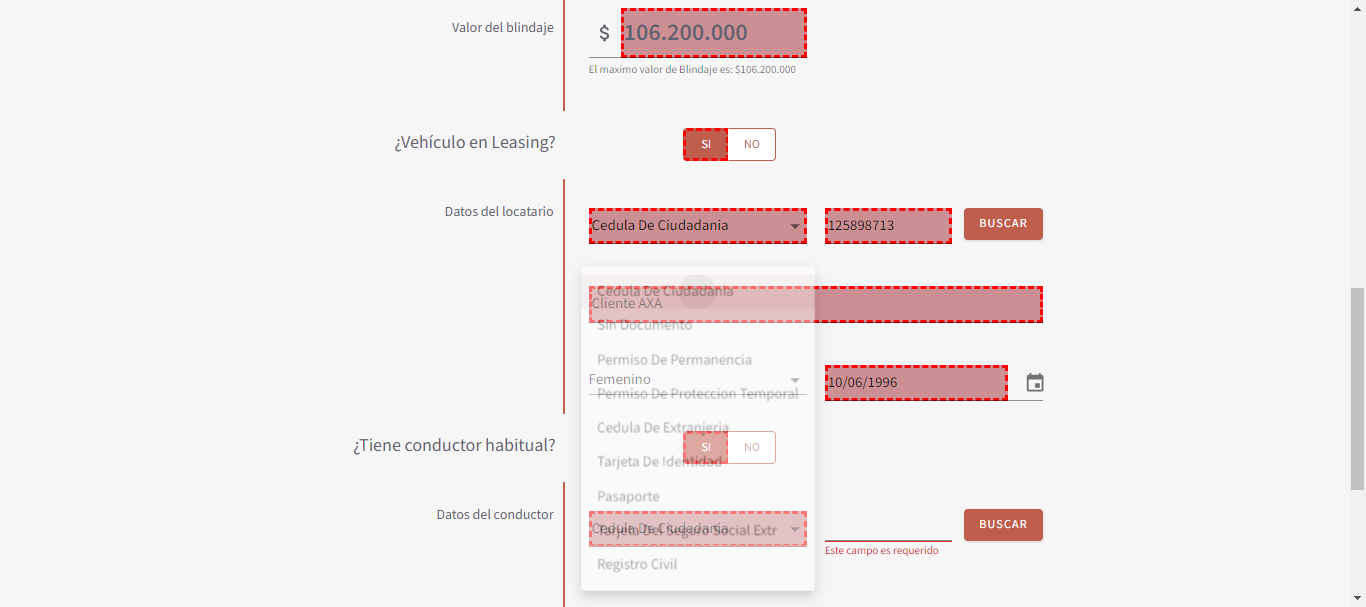 Valor del blindaje
$ 106.200.000
El maximo valor de Blindaje es: $106.200.000
¿Vehículo en Leasing?
SI NO
Datos del locatario
Cedula De Ciudadania
125898713
BUSCAR
Cedula De Ciudadania
Cliente AXA
Sin Documento
Permiso De Permanencia
Femenino
10/06/1996
Permiso De Proteccion Temporal
Cedula De Extranjeria
¿Tiene conductor habitual?
SI NO
Tarjeta De Identidad
Pasaporte
Datos del conductor
Cedula De Ciudadania
Tarjeta Del Seguro Social Extr
BUSCAR
Este campo es requerido
Registro Civil